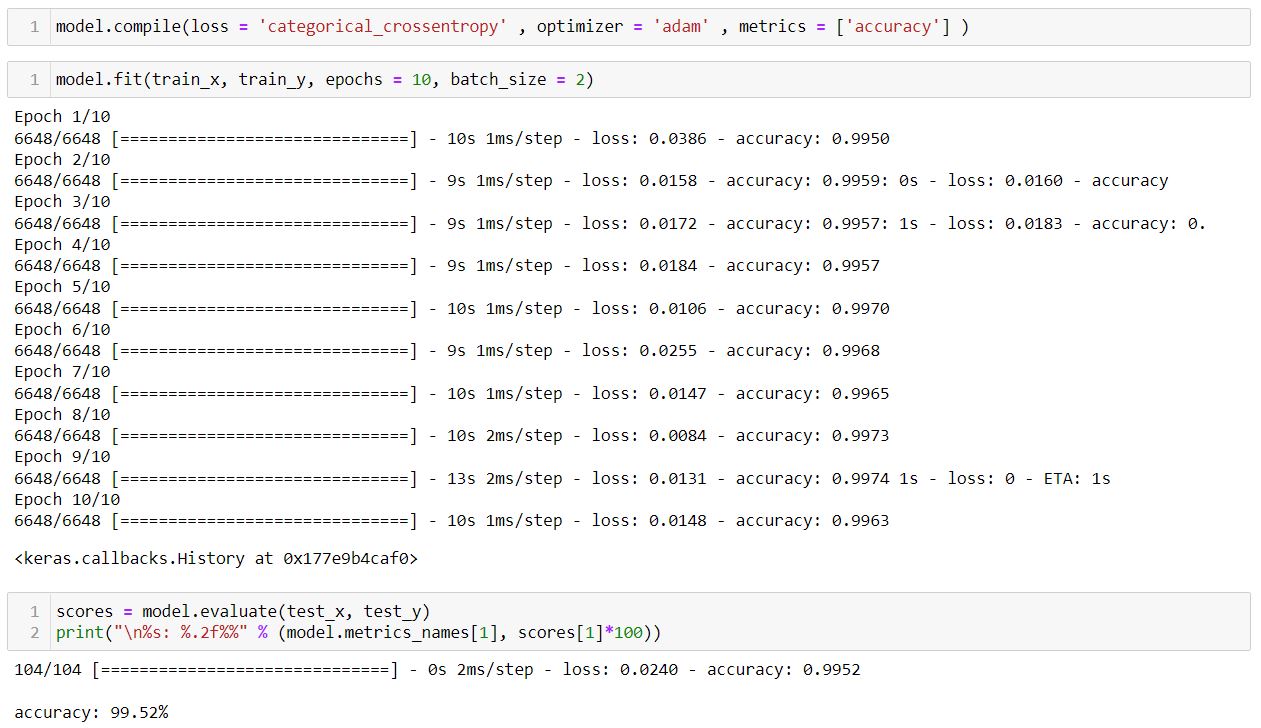 1 model.compile(loss = 'categorical_crossentropy' , optimizer = 'adam' , metrics = ['accuracy'] )
1 model.fit(train_x, train_y, epochs = 10, batch_size = 2)
Epoch 1/10
6648/6648 [==============================] - 10s 1ms/step - loss: 0.0386 - accuracy: 0.9950
Epoch 2/10
6648/6648 [==============================] - 9s 1ms/step - loss: 0.0158 - accuracy: 0.9959: 0s - loss: 0.0160 - accuracy
Epoch 3/10
6648/6648 [==============================] - 9s 1ms/step - loss: 0.0172 - accuracy: 0.9957: 1s - loss: 0.0183 - accuracy: 0.
Epoch 4/10
6648/6648 [==============================] - 9s 1ms/step - loss: 0.0184 - accuracy: 0.9957
Epoch 5/10
6648/6648 [==============================] - 10s 1ms/step - loss: 0.0106 - accuracy: 0.9970
Epoch 6/10
6648/6648 [==============================] - 9s 1ms/step - loss: 0.0255 - accuracy: 0.9968
Epoch 7/10
6648/6648 [==============================] - 10s 1ms/step - loss: 0.0147 - accuracy: 0.9965
Epoch 8/10
6648/6648 [==============================] - 10s 2ms/step - loss: 0.0084 - accuracy: 0.9973
Epoch 9/10
6648/6648 [==============================] - 13s 2ms/step - loss: 0.0131 - accuracy: 0.9974 1s - loss: 0 - ETA: 1s
Epoch 10/10
6648/6648 [==============================] - 10s 1ms/step - loss: 0.0148 - accuracy: 0.9963
<keras.callbacks.History at 0x177e9b4caf0>
1 scores = model.evaluate(test_x, test_y)
2 print("\n%s: %.2f%%" % (model.metrics_names[1], scores[1]*100))
104/104 [==============================] - 0s 2ms/step - loss: 0.0240 - accuracy: 0.9952
accuracy: 99.52%